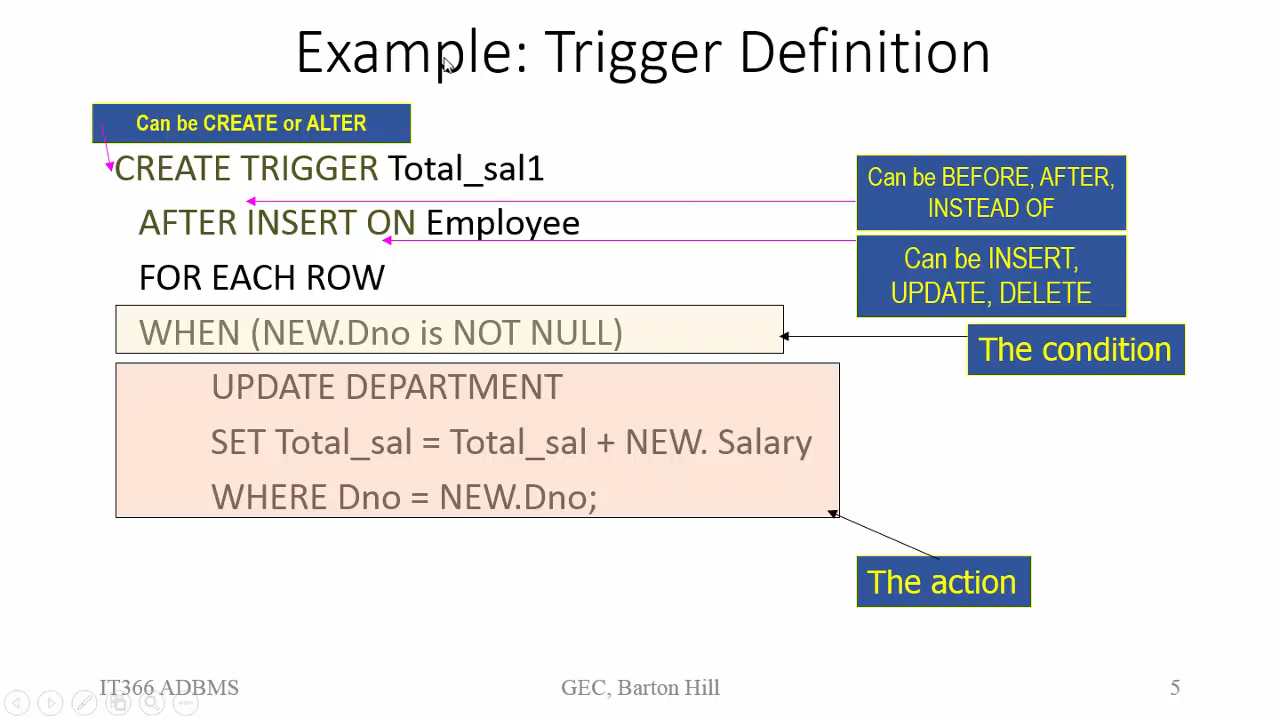 Example: Trigger Definition
Can be CREATE or ALTER
CREATE TRIGGER Total_sal1
Can be BEFORE, AFTER,
INSTEAD OF
AFTER INSERT ON Employee
Can be INSERT,
UPDATE, DELETE
FOR EACH ROW
WHEN (NEW.Dno is NOT NULL)
The condition
UPDATE DEPARTMENT
SET Total_sal = Total_sal + NEW. Salary
WHERE Dno = NEW.Dno;
The action
IT366 ADBMS
GEC, Barton Hill
5